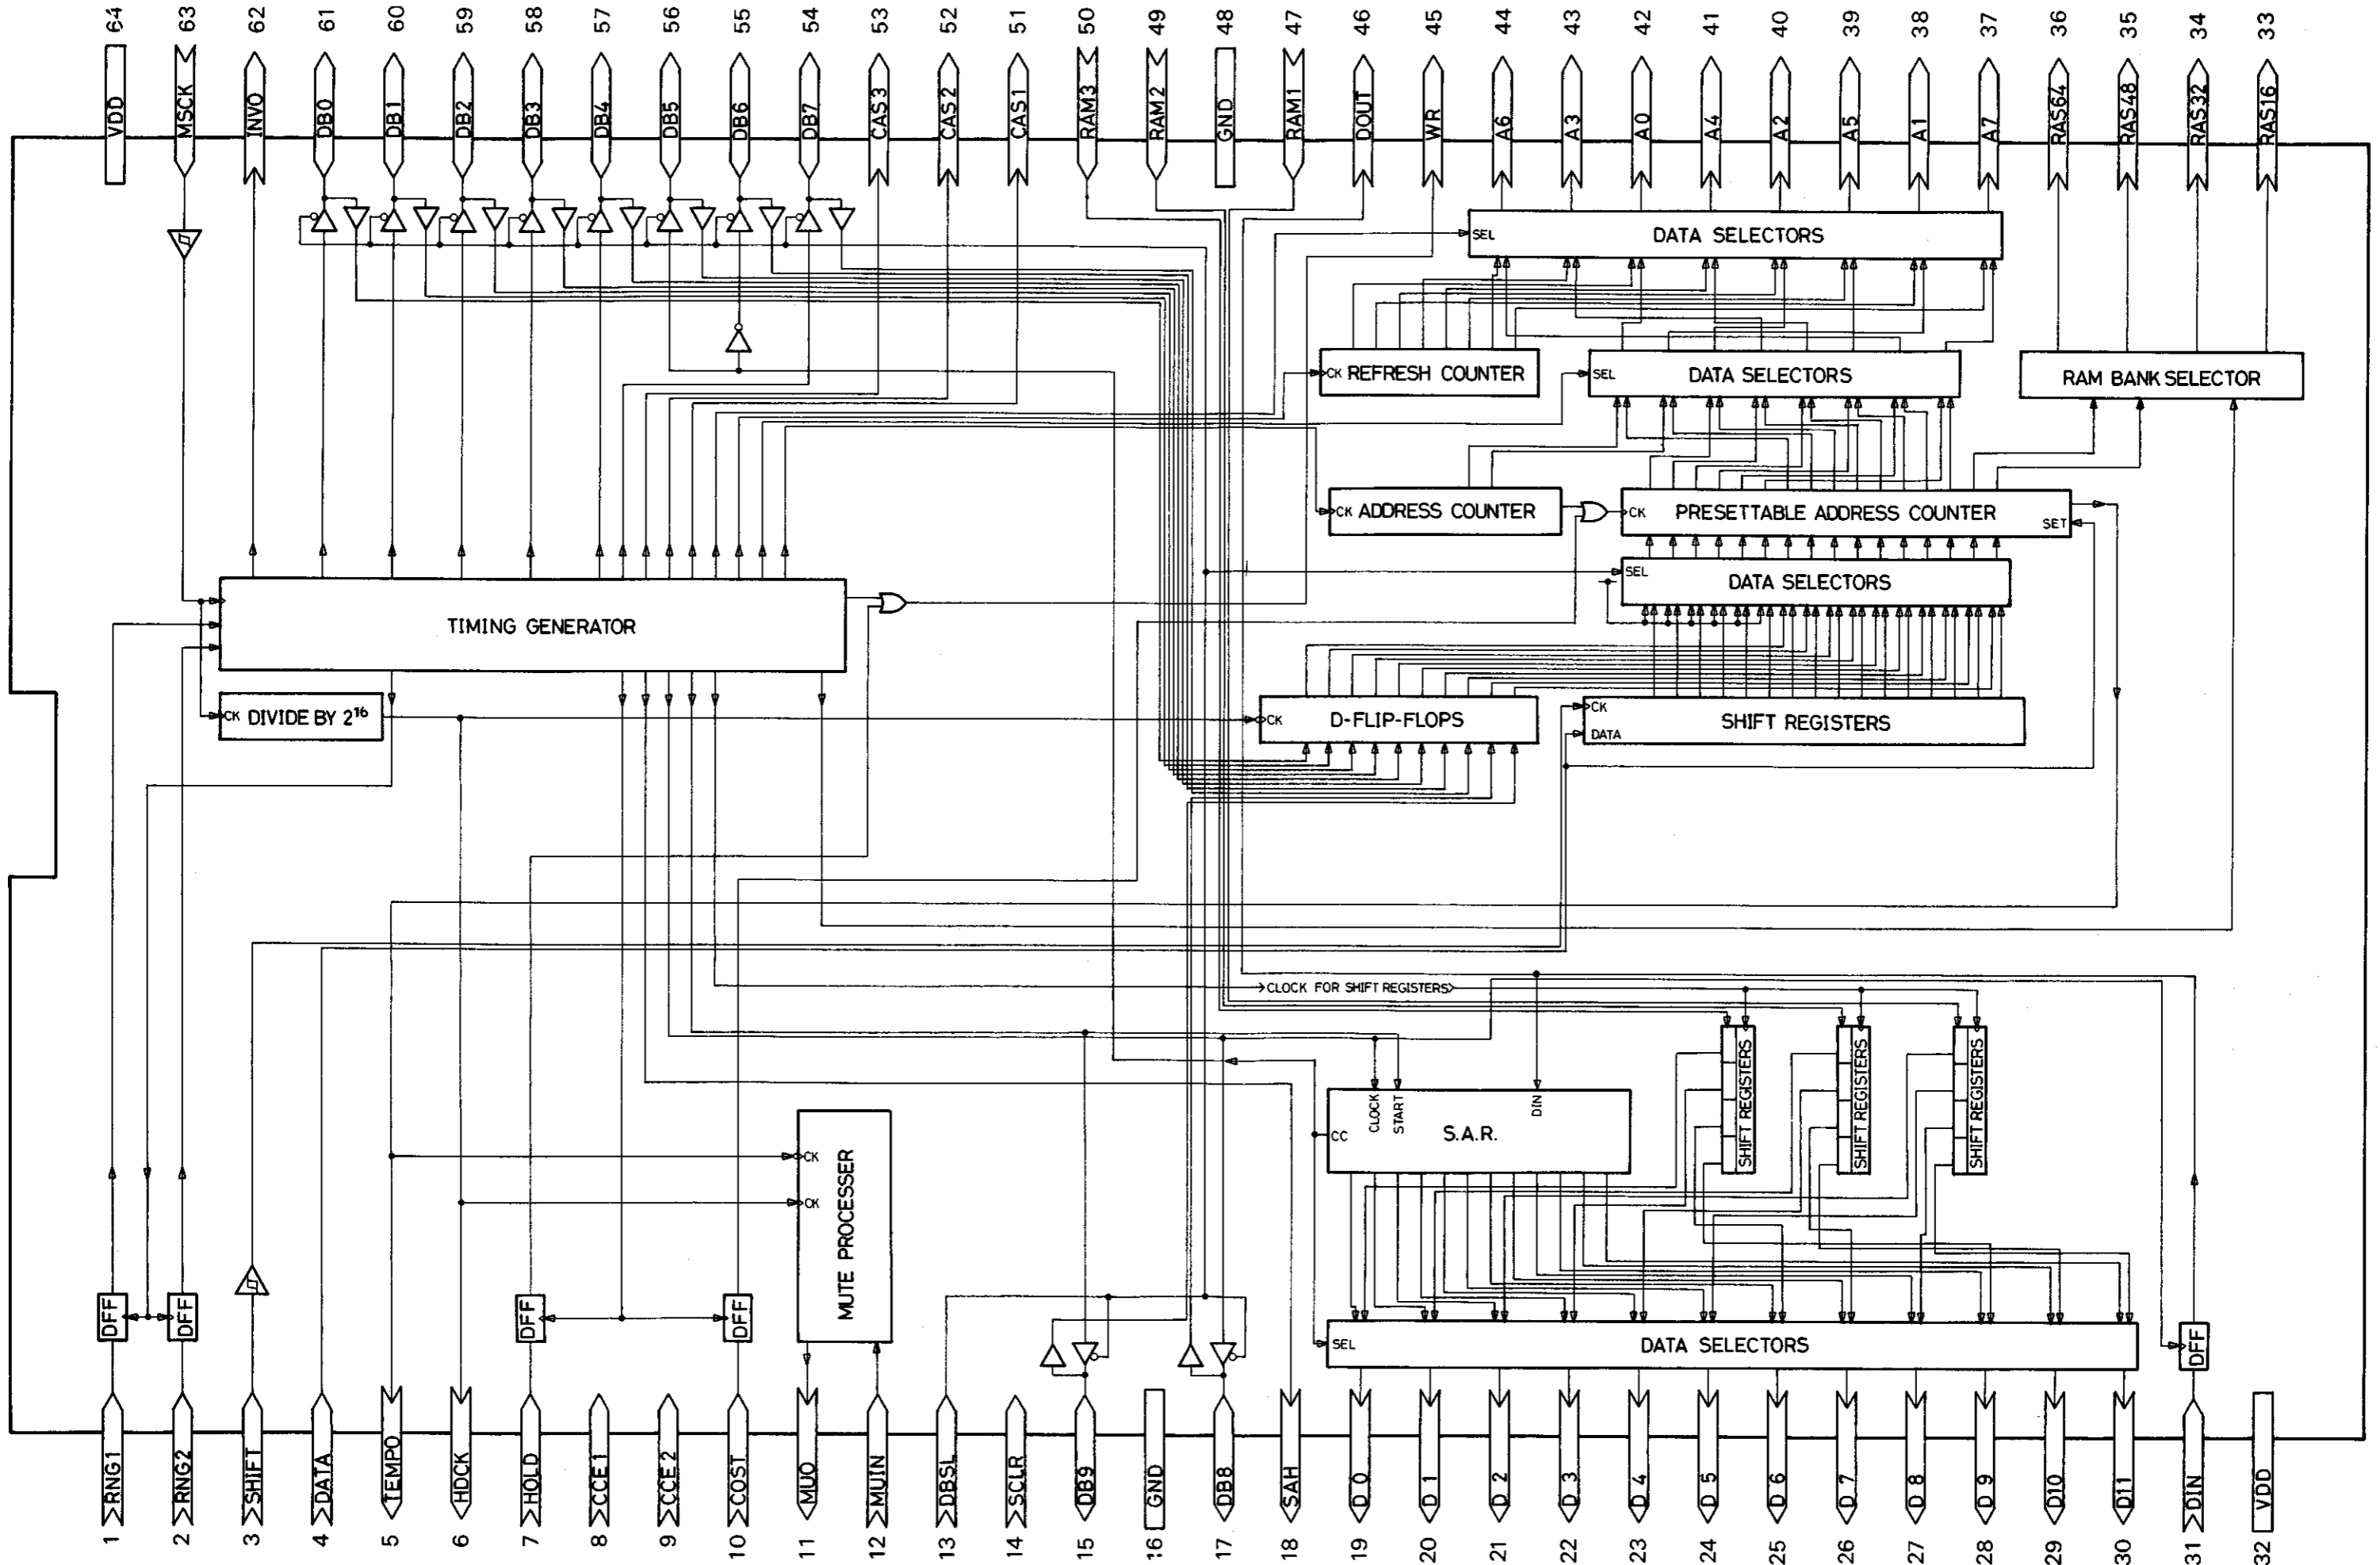 64 63 62 61 60 59 58 57 56 55 54 53 52 51 50 49 48 47 46 45 44 43 42 41 40 39 38 37 36 35 34 33
VDD MSCK INVO DB0 DB1 DB2 DB3 DB4 DB5 DB6 DB7 CAS3 CAS2 CAS1 RAM3 RAM2 GND RAM1 DOUT WR A6 A3 A0 A4 A2 A5 A1 A7 RAS64 RAS48 RAS32 RAS16
SEL DATA SELECTORS
CK REFRESH COUNTER
SEL DATA SELECTORS
RAM BANK SELECTOR
CK ADDRESS COUNTER
CK PRESETTABLE ADDRESS COUNTER SET
SEL DATA SELECTORS
TIMING GENERATOR
CK DIVIDE BY 2¹⁶
CK D-FLIP-FLOPS
CK DATA SHIFT REGISTERS
CLOCK FOR SHIFT REGISTERS
SHIFT REGISTERS
SHIFT REGISTERS
SHIFT REGISTERS
CLOCK START DIN
CC S.A.R.
CK
CK
MUTE PROCESSER
DFF DFF DFF DFF
SEL DATA SELECTORS
DFF
RNG1 RNG2 SHIFT DATA TEMPO HDCK HOLD CCE1 CCE2 COST MUO MUIN DBSL SCLR DB9 GND DB8 SAH D0 D1 D2 D3 D4 D5 D6 D7 D8 D9 D10 D11 DIN VDD
1 2 3 4 5 6 7 8 9 10 11 12 13 14 15 16 17 18 19 20 21 22 23 24 25 26 27 28 29 30 31 32